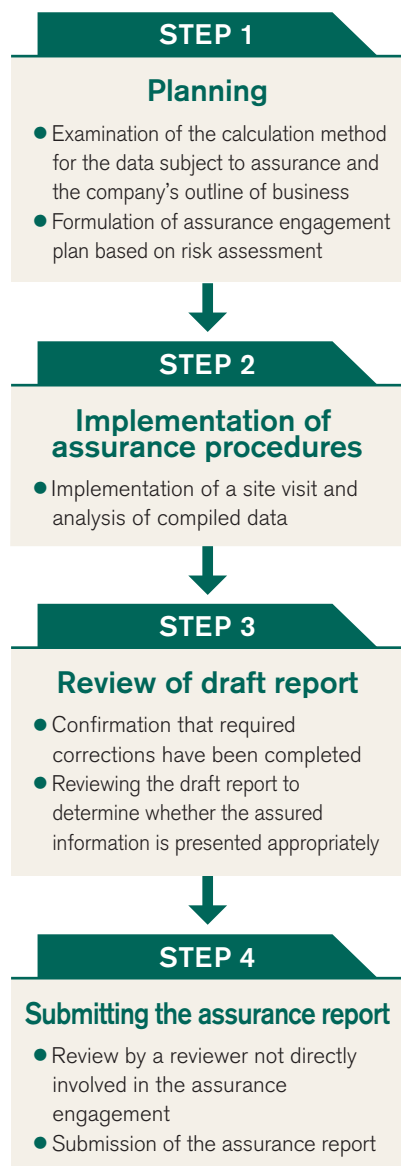 STEP 1
Planning
● Examination of the calculation method
for the data subject to assurance and
the company’s outline of business
● Formulation of assurance engagement
plan based on risk assessment
STEP 2
Implementation of
assurance procedures
● Implementation of a site visit and
analysis of compiled data
STEP 3
Review of draft report
● Confirmation that required
corrections have been completed
● Reviewing the draft report to
determine whether the assured
information is presented appropriately
STEP 4
Submitting the assurance report
● Review by a reviewer not directly
involved in the assurance
engagement
● Submission of the assurance report